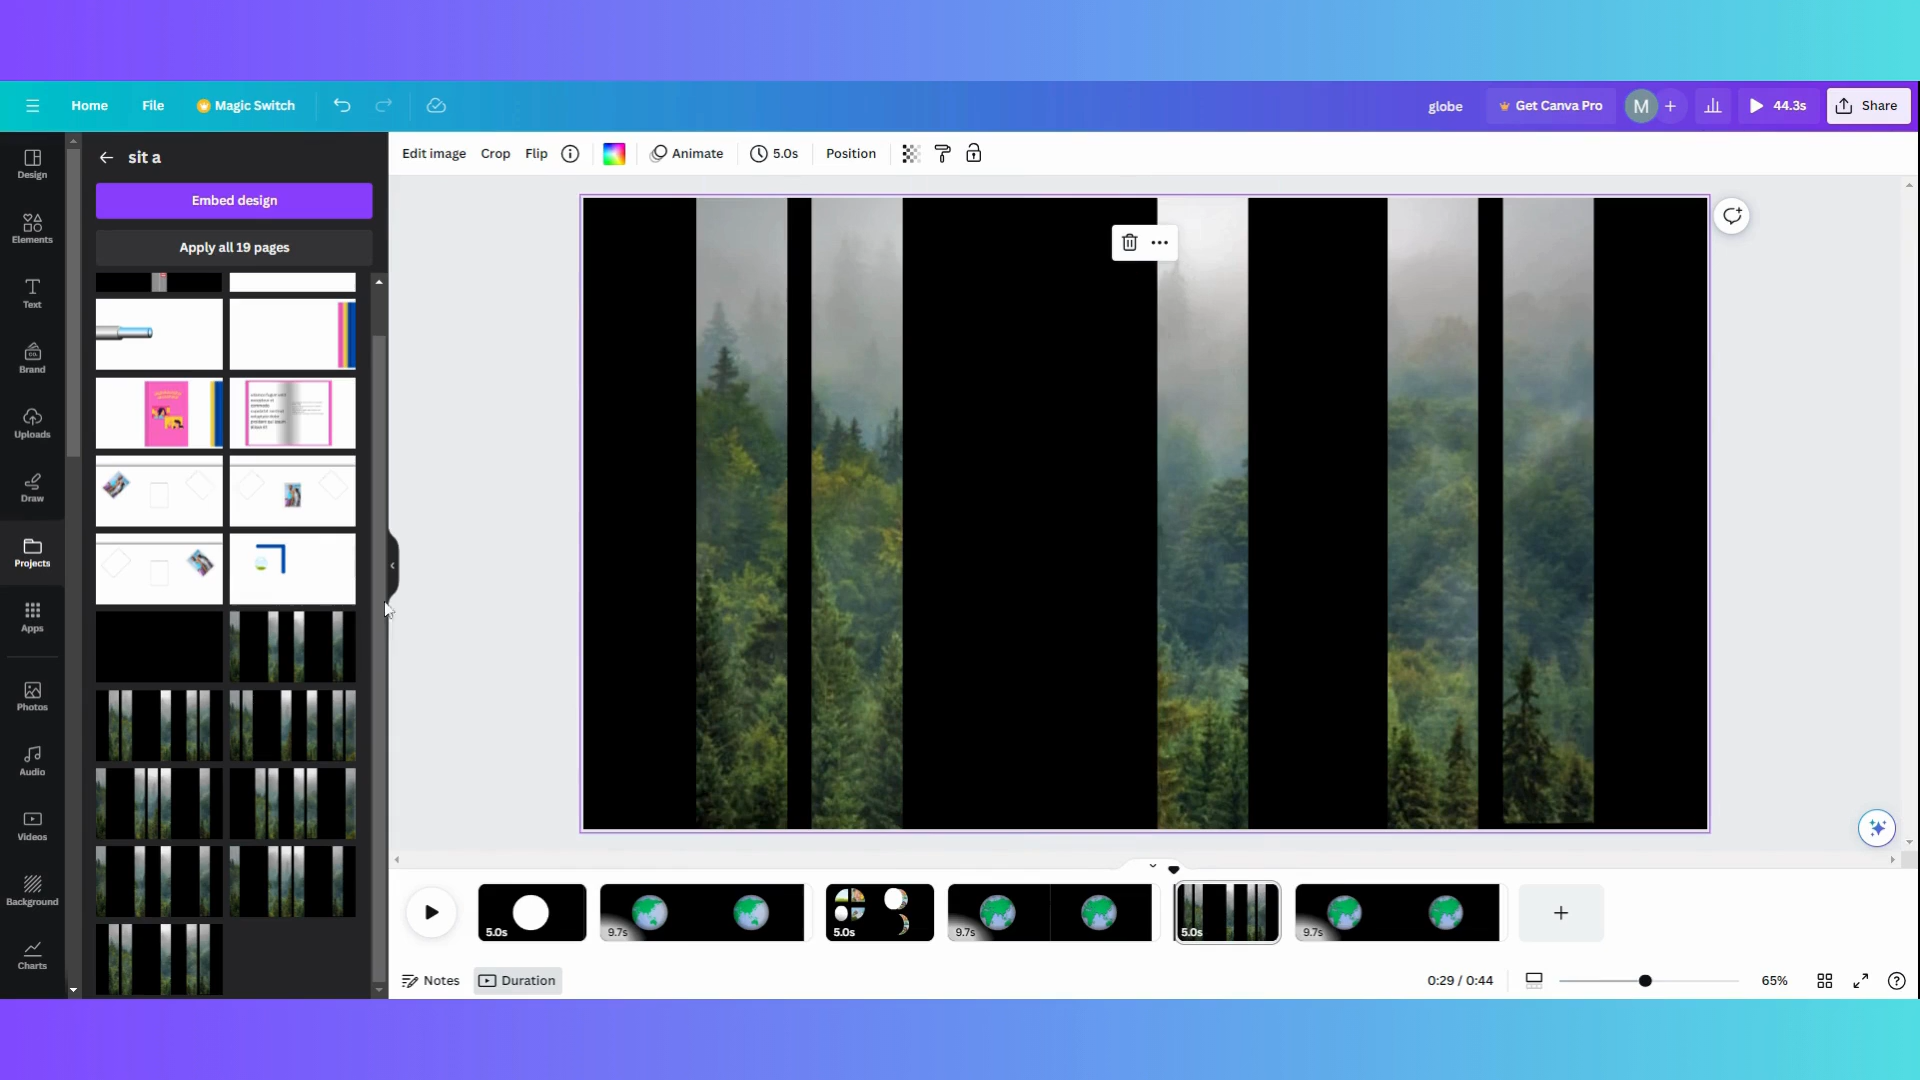 Home
File
Magic Switch
globe
Get Canva Pro
M
44.3s
Share
Design
Elements
Text
Brand
Uploads
Draw
Projects
Apps
Photos
Audio
Videos
Background
Charts
sit a
Embed design
Apply all 19 pages
Edit image
Crop
Flip
Animate
5.0s
Position
5.0s
9.7s
5.0s
9.7s
5.0s
9.7s
Notes
Duration
0:29 / 0:44
65%